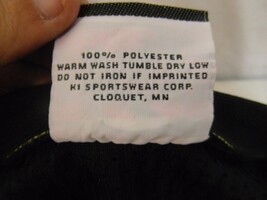 100% POLYESTER
WARM WASH TUMBLE DRY LOW
DO NOT IRON IF IMPRINTED
KI SPORTSWEAR CORP.
CLOQUET, MN